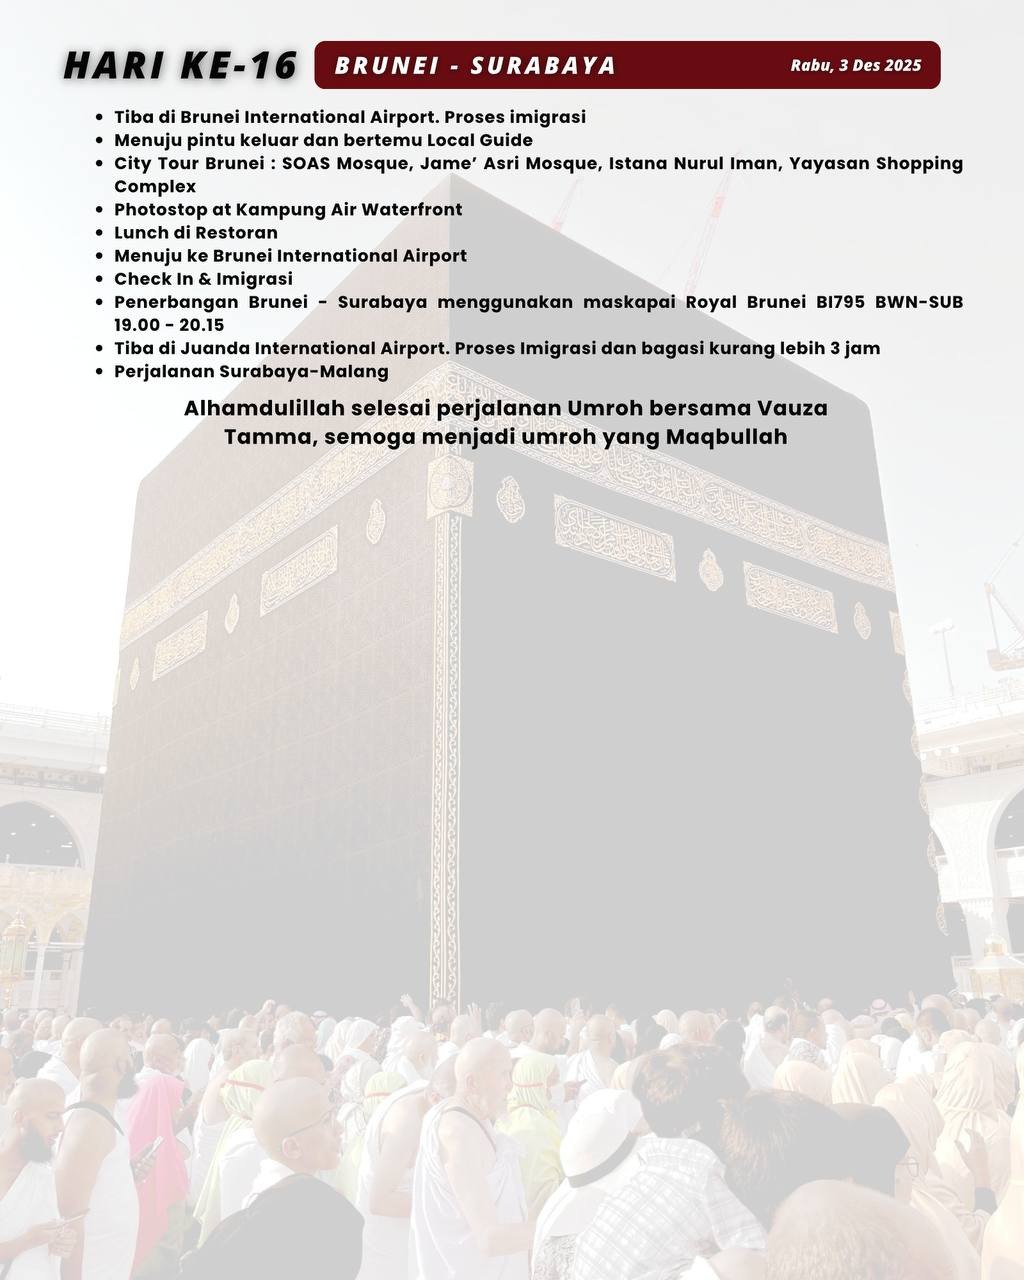 HARI KE-16
BRUNEI - SURABAYA
Rabu, 3 Des 2025
• Tiba di Brunei International Airport. Proses imigrasi
• Menuju pintu keluar dan bertemu Local Guide
• City Tour Brunei : SOAS Mosque, Jame’ Asri Mosque, Istana Nurul Iman, Yayasan Shopping
Complex
• Photostop at Kampung Air Waterfront
• Lunch di Restoran
• Menuju ke Brunei International Airport
• Check In & Imigrasi
• Penerbangan Brunei - Surabaya menggunakan maskapai Royal Brunei BI795 BWN-SUB
19.00 - 20.15
• Tiba di Juanda International Airport. Proses Imigrasi dan bagasi kurang lebih 3 jam
• Perjalanan Surabaya-Malang
Alhamdulillah selesai perjalanan Umroh bersama Vauza
Tamma, semoga menjadi umroh yang Maqbullah